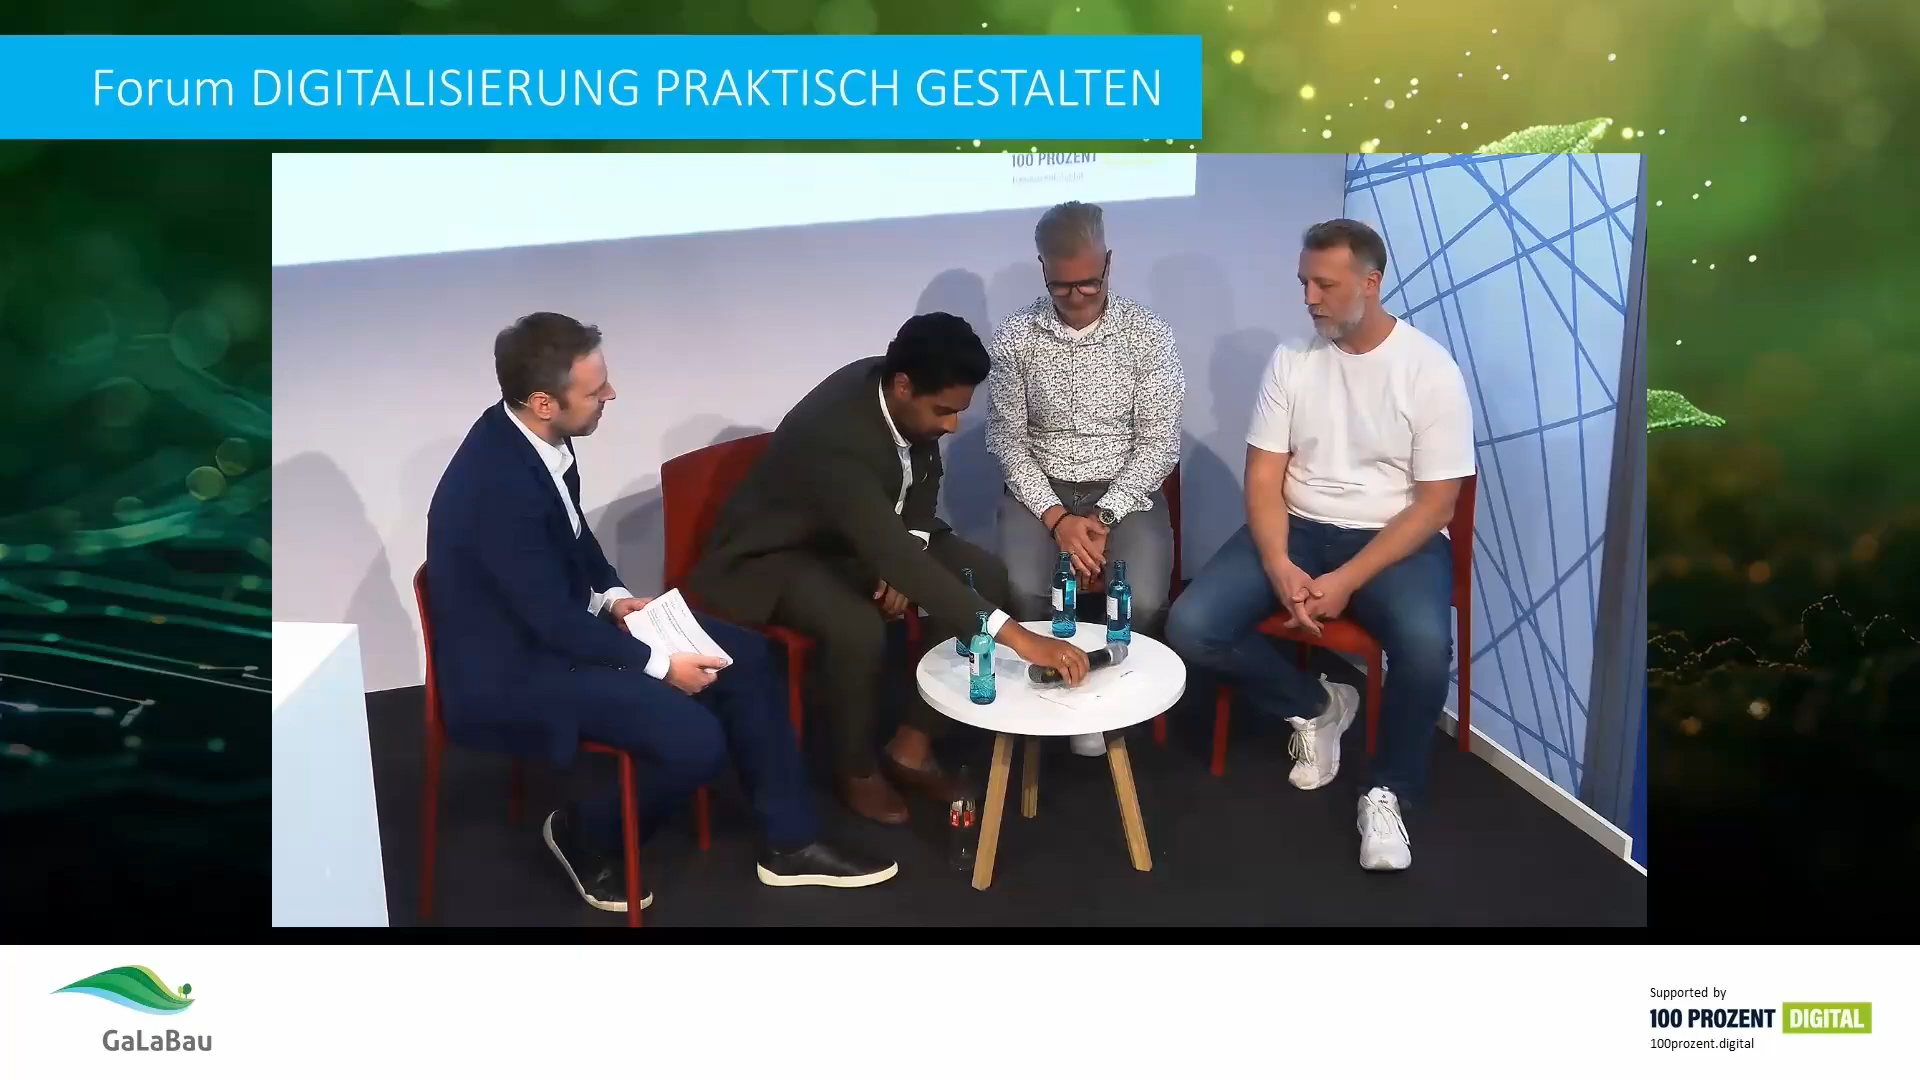 Forum DIGITALISIERUNG PRAKTISCH GESTALTEN
100 PROZENT
GaLaBau
Supported by
100 PROZENT DIGITAL
100prozent.digital